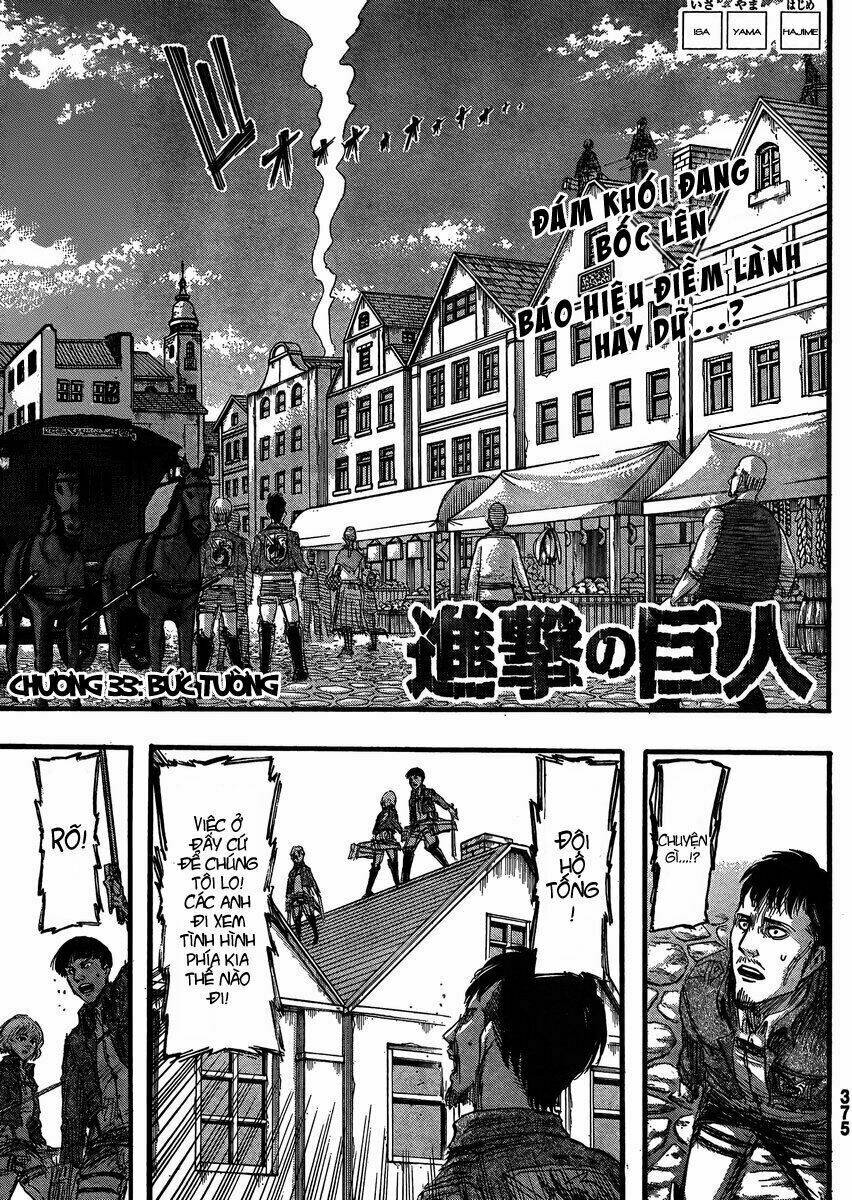 いさ やま はじめ
ISA YAMA HAJIME
ĐÁM KHÓI ĐANG
BỐC LÊN
BÁO HIỆU ĐIỀM LÀNH
HAY DỮ...?
進撃の巨人
CHƯƠNG 33: BỨC TƯỜNG
CHUYỆN
GÌ...!?
ĐỘI
HỘ
TỐNG
!
VIỆC Ở
ĐẤY CỨ
ĐỂ CHÚNG
TÔI LO!
CÁC ANH
ĐI XEM
TÌNH HÌNH
PHÍA KIA
THẾ NÀO
ĐI!
RÕ!
375